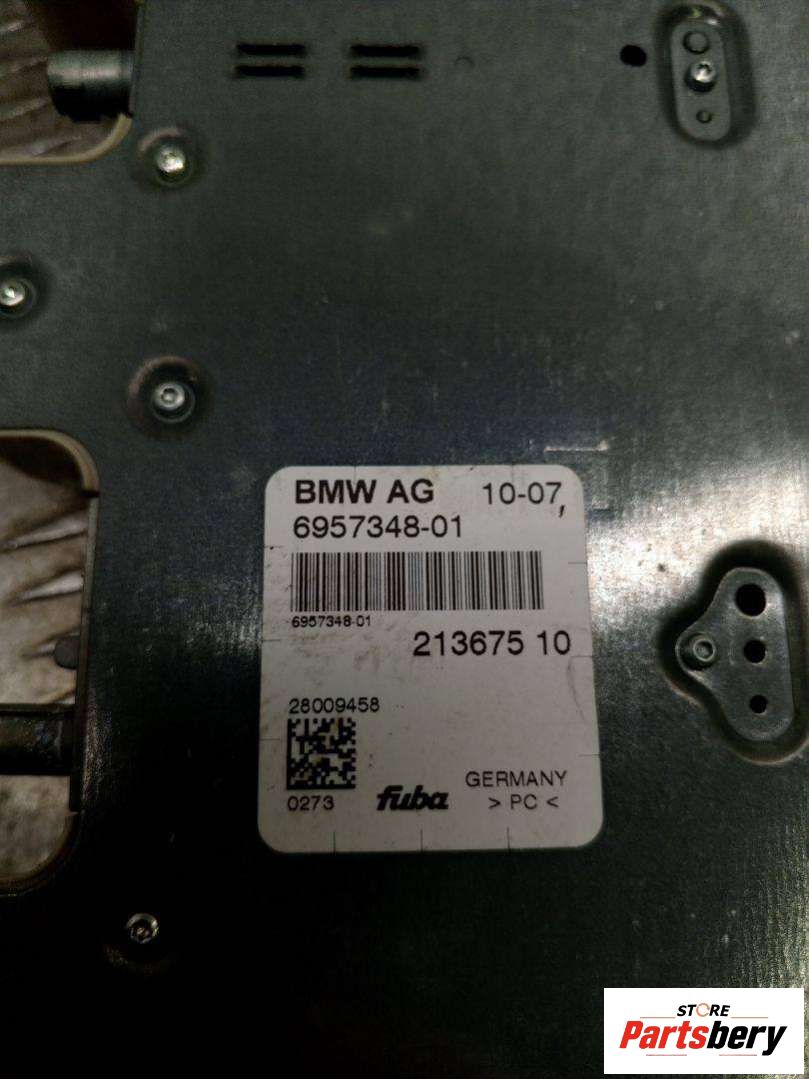 BMW AG 10-07,
6957348-01
6957348-01
213675 10
28009458
0273 fuba GERMANY
> PC <
STORE
Partsbery